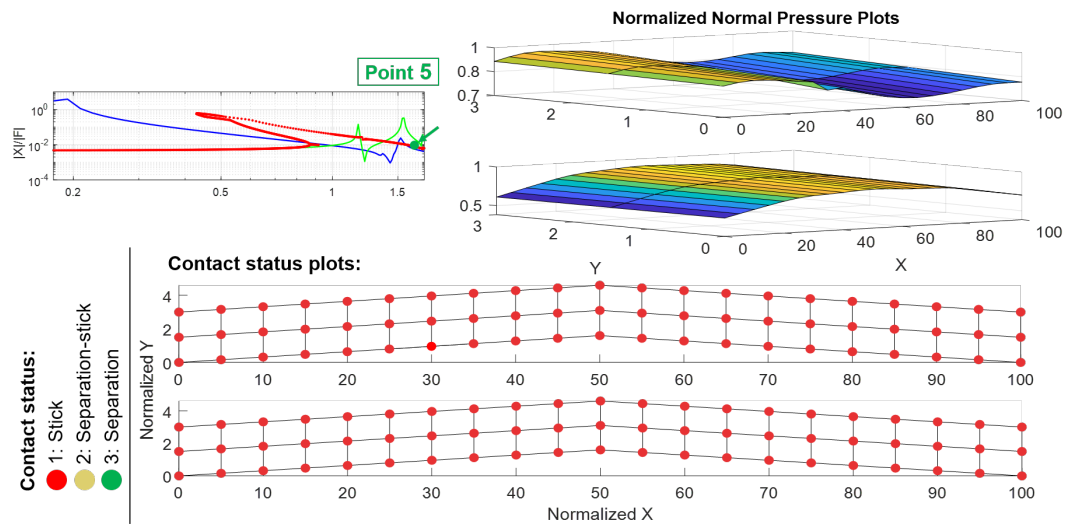 Normalized Normal Pressure Plots
Point 5
|X|/|F|
10^0
10^-2
10^-4
0.2 0.5 1 1.5
1
0.8
0.7
3 2 1 0
0 20 40 60 80 100
1
0.5
3 2 1 0
0 20 40 60 80 100
Y X
Contact status plots:
Contact status:
1: Stick
2: Separation-stick
3: Separation
Normalized Y
4
2
0
0 10 20 30 40 50 60 70 80 90 100
4
2
0
0 10 20 30 40 50 60 70 80 90 100
Normalized X